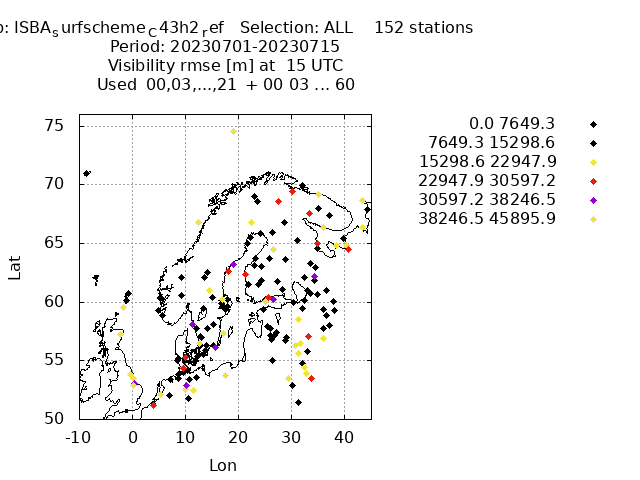 p: ISBAsurfschemeC43h2ref Selection: ALL 152 stations
Period: 20230701-20230715
Visibility rmse [m] at 15 UTC
Used 00,03,...,21 + 00 03 ... 60
0.0 7649.3
7649.3 15298.6
15298.6 22947.9
22947.9 30597.2
30597.2 38246.5
38246.5 45895.9
75
70
65
60
55
50
Lat
-10 0 10 20 30 40
Lon